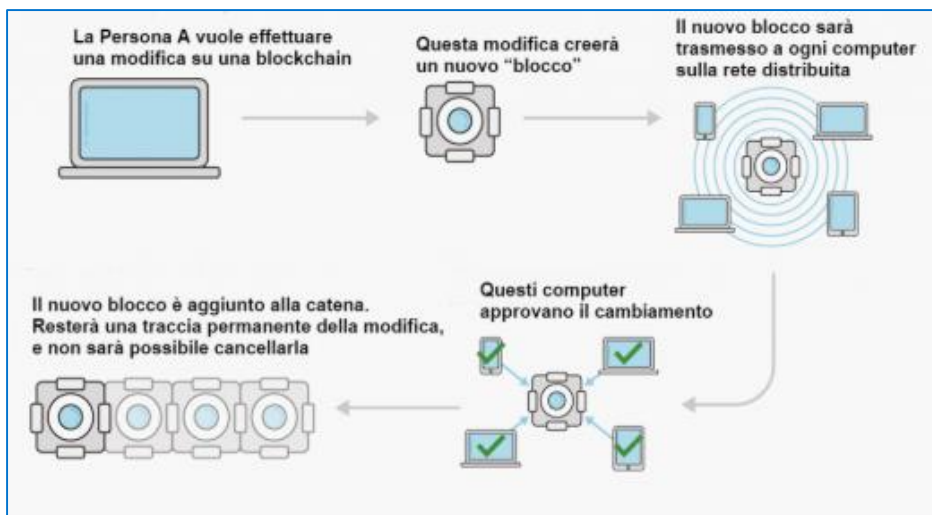 La Persona A vuole effettuare
una modifica su una blockchain
Questa modifica creerà
un nuovo “blocco”
Il nuovo blocco sarà
trasmesso a ogni computer
sulla rete distribuita
Questi computer
approvano il cambiamento
Il nuovo blocco è aggiunto alla catena.
Resterà una traccia permanente della modifica,
e non sarà possibile cancellarla